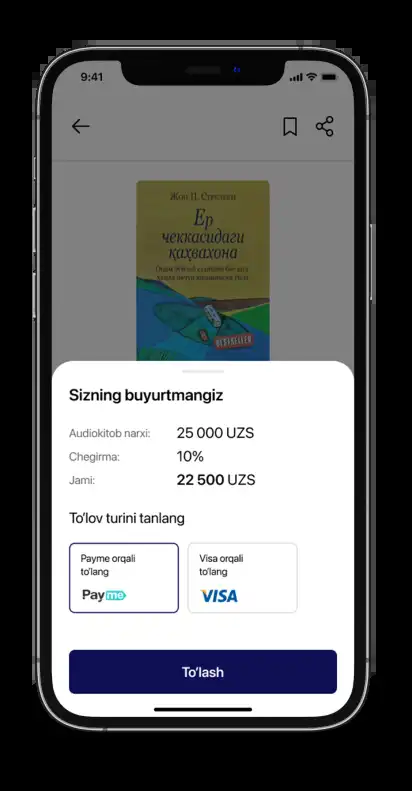 9:41
Жон П. Стрелеки
Ер
чеккасидаги
қаҳвахона
BESTSELLER
Sizning buyurtmangiz
Audiokitob narxi: 25 000 UZS
Chegirma: 10%
Jami: 22 500 UZS
To‘lov turini tanlang
Payme orqali
to‘lang
Payme
Visa orqali
to‘lang
VISA
To‘lash